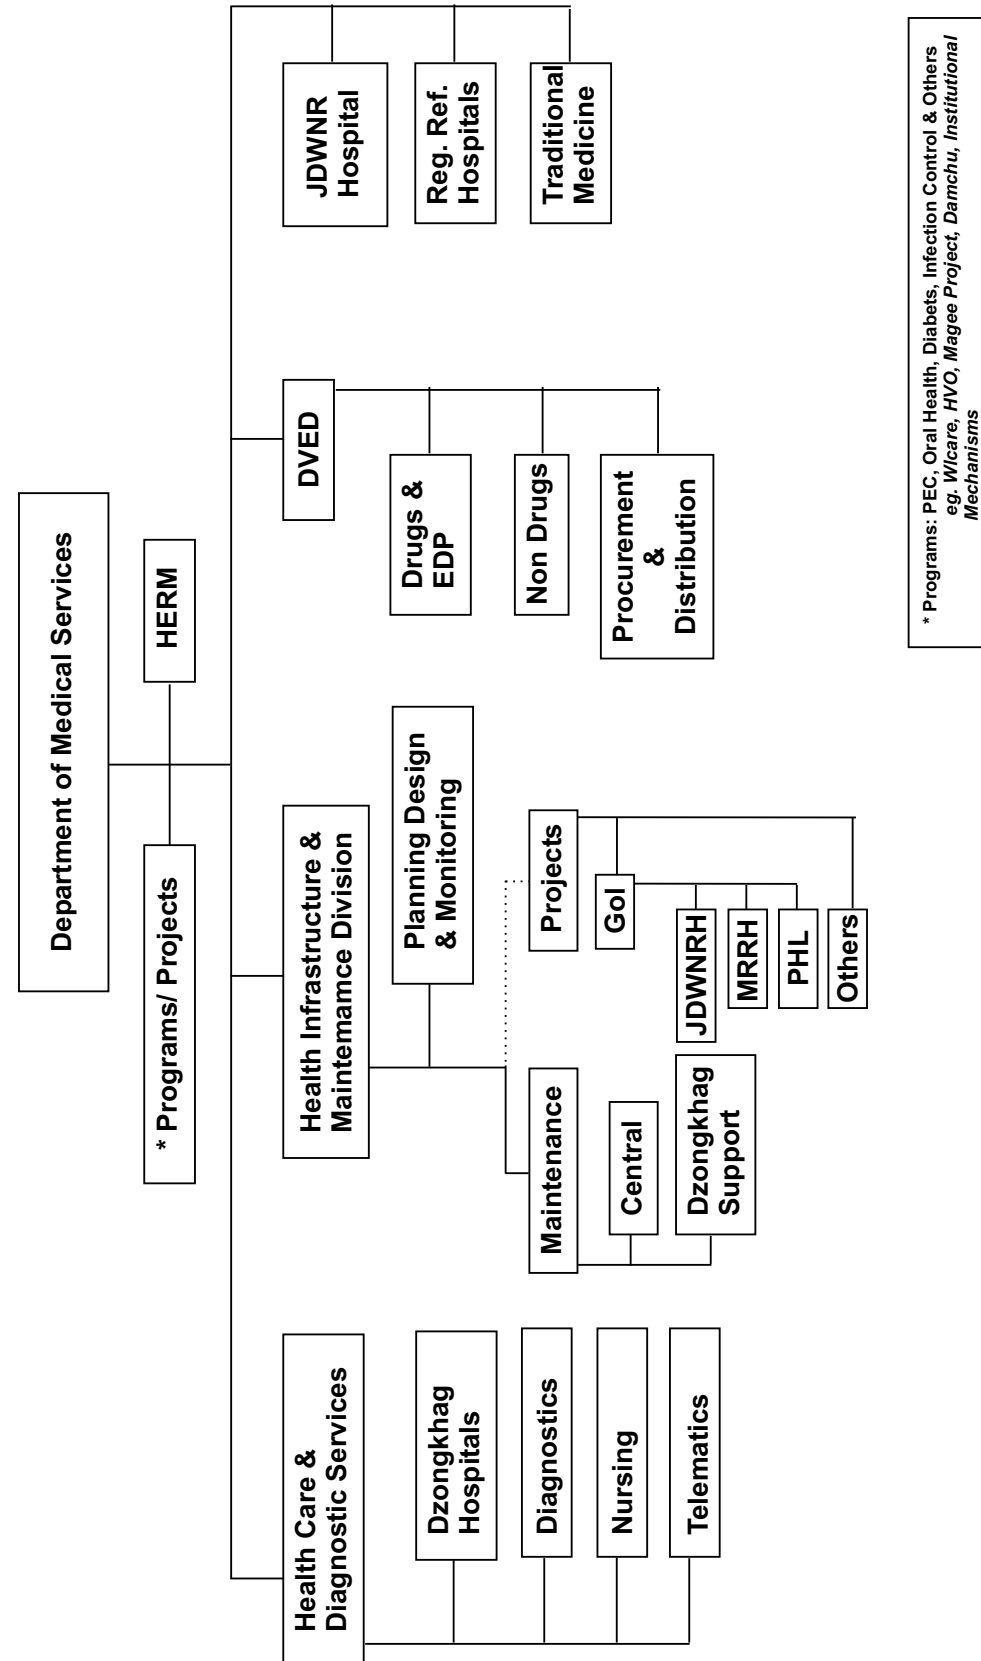 Department of Medical Services
* Programs/ Projects
HERM
Health Care &
Diagnostic Services
Dzongkhag
Hospitals
Diagnostics
Nursing
Telematics
Health Infrastructure &
Maintemamce Division
Planning Design
& Monitoring
Maintenance
Central
Dzongkhag
Support
Projects
GoI
JDWNRH
MRRH
PHL
Others
DVED
Drugs &
EDP
Non Drugs
Procurement
&
Distribution
JDWNR
Hospital
Reg. Ref.
Hospitals
Traditional
Medicine
* Programs: PEC, Oral Health, Diabets, Infection Control & Others
eg. WIcare, HVO, Magee Project, Damchu, Institutional
Mechanisms